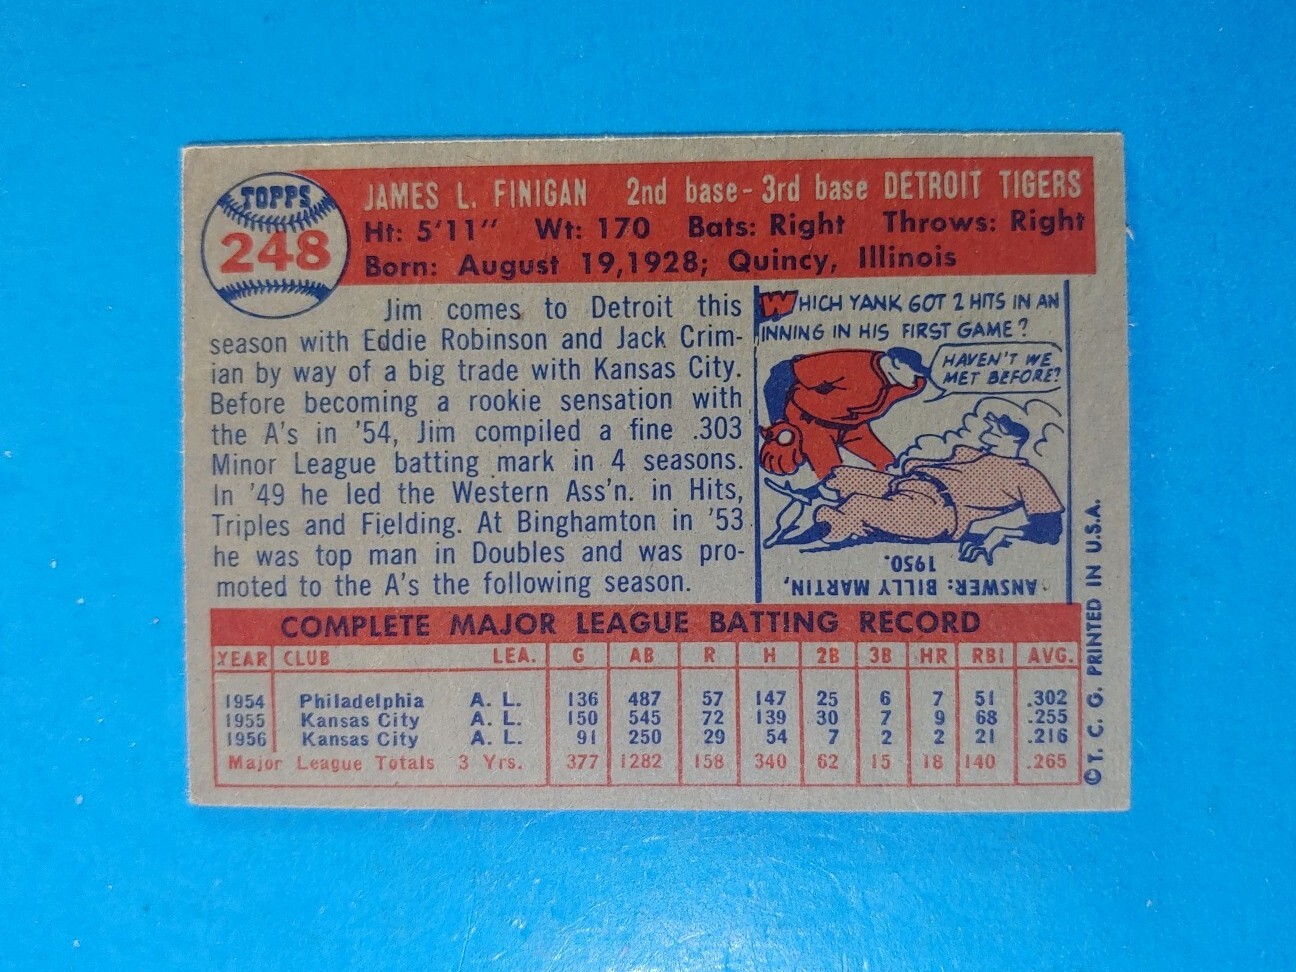 TOPPS
248
JAMES L. FINIGAN 2nd base - 3rd base DETROIT TIGERS
Ht: 5'11" Wt: 170 Bats: Right Throws: Right
Born: August 19, 1928; Quincy, Illinois
Jim comes to Detroit this
season with Eddie Robinson and Jack Crim-
ian by way of a big trade with Kansas City.
Before becoming a rookie sensation with
the A's in '54, Jim compiled a fine .303
Minor League batting mark in 4 seasons.
In '49 he led the Western Ass'n. in Hits,
Triples and Fielding. At Binghamton in '53
he was top man in Doubles and was pro-
moted to the A's the following season.
WHICH YANK GOT 2 HITS IN AN
INNING IN HIS FIRST GAME?
HAVEN'T WE
MET BEFORE?
ANSWER: BILLY MARTIN,
1950.
COMPLETE MAJOR LEAGUE BATTING RECORD
YEAR CLUB LEA. G AB R H 2B 3B HR RBI AVG.
1954 Philadelphia A. L. 136 487 57 147 25 6 7 51 .302
1955 Kansas City A. L. 150 545 72 139 30 7 9 68 .255
1956 Kansas City A. L. 91 250 29 54 7 2 2 21 .216
Major League Totals 3 Yrs. 377 1282 158 340 62 15 18 140 .265
© T. C. G. PRINTED IN U.S.A.